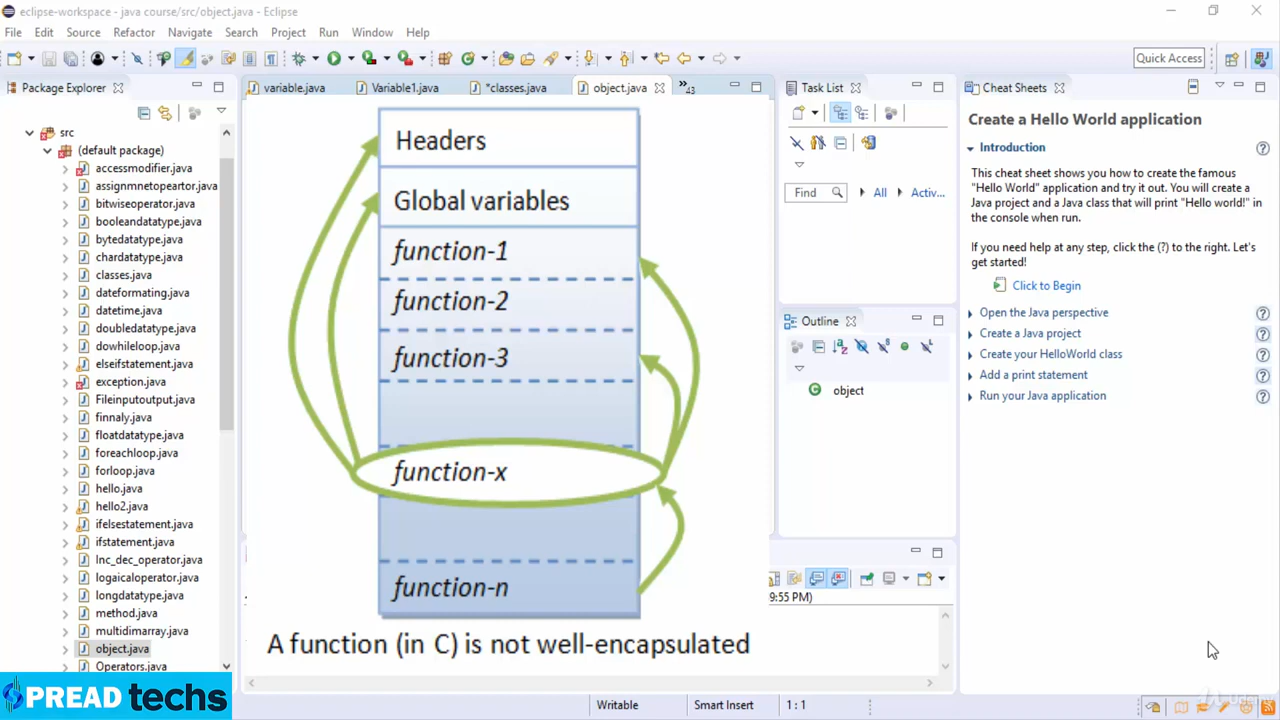 eclipse-workspace - java course/src/object.java - Eclipse
File Edit Source Refactor Navigate Search Project Run Window Help
Quick Access
Package Explorer
variable.java Variable1.java *classes.java object.java »43
Task List
Cheat Sheets
src
(default package)
accessmodifier.java
assignmnetopeartor.java
bitwiseoperator.java
booleandatatype.java
bytedatatype.java
chardatatype.java
classes.java
dateformating.java
datetime.java
doubledatatype.java
dowhileloop.java
elseifstatement.java
exception.java
Fileinputoutput.java
finnaly.java
floatdatatype.java
foreachloop.java
forloop.java
hello.java
hello2.java
ifelsestatement.java
ifstatement.java
Inc_dec_operator.java
logaicaloperator.java
longdatatype.java
method.java
multidimarray.java
object.java
Operators.java
Headers
Global variables
function-1
function-2
function-3
function-x
function-n
A function (in C) is not well-encapsulated
Find All Activ...
Outline
object
9:55 PM)
Create a Hello World application
Introduction
This cheat sheet shows you how to create the famous
"Hello World" application and try it out. You will create a
Java project and a Java class that will print "Hello world!" in
the console when run.
If you need help at any step, click the (?) to the right. Let's
get started!
Click to Begin
Open the Java perspective
Create a Java project
Create your HelloWorld class
Add a print statement
Run your Java application
SPREAD techs
Writable Smart Insert 1 : 1